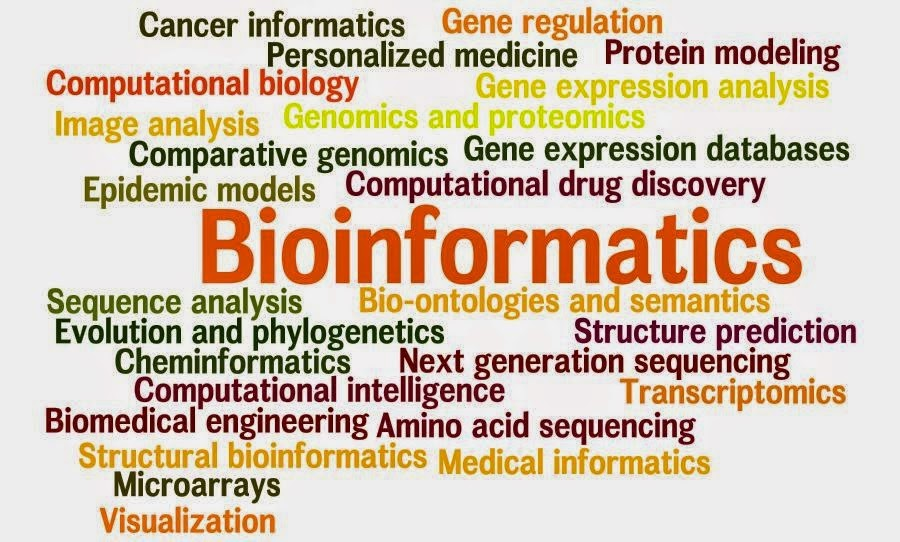 Cancer informatics
Gene regulation
Personalized medicine
Protein modeling
Computational biology
Gene expression analysis
Image analysis
Genomics and proteomics
Comparative genomics
Gene expression databases
Epidemic models
Computational drug discovery
Bioinformatics
Sequence analysis
Bio-ontologies and semantics
Evolution and phylogenetics
Structure prediction
Cheminformatics
Next generation sequencing
Computational intelligence
Transcriptomics
Biomedical engineering
Amino acid sequencing
Structural bioinformatics
Medical informatics
Microarrays
Visualization